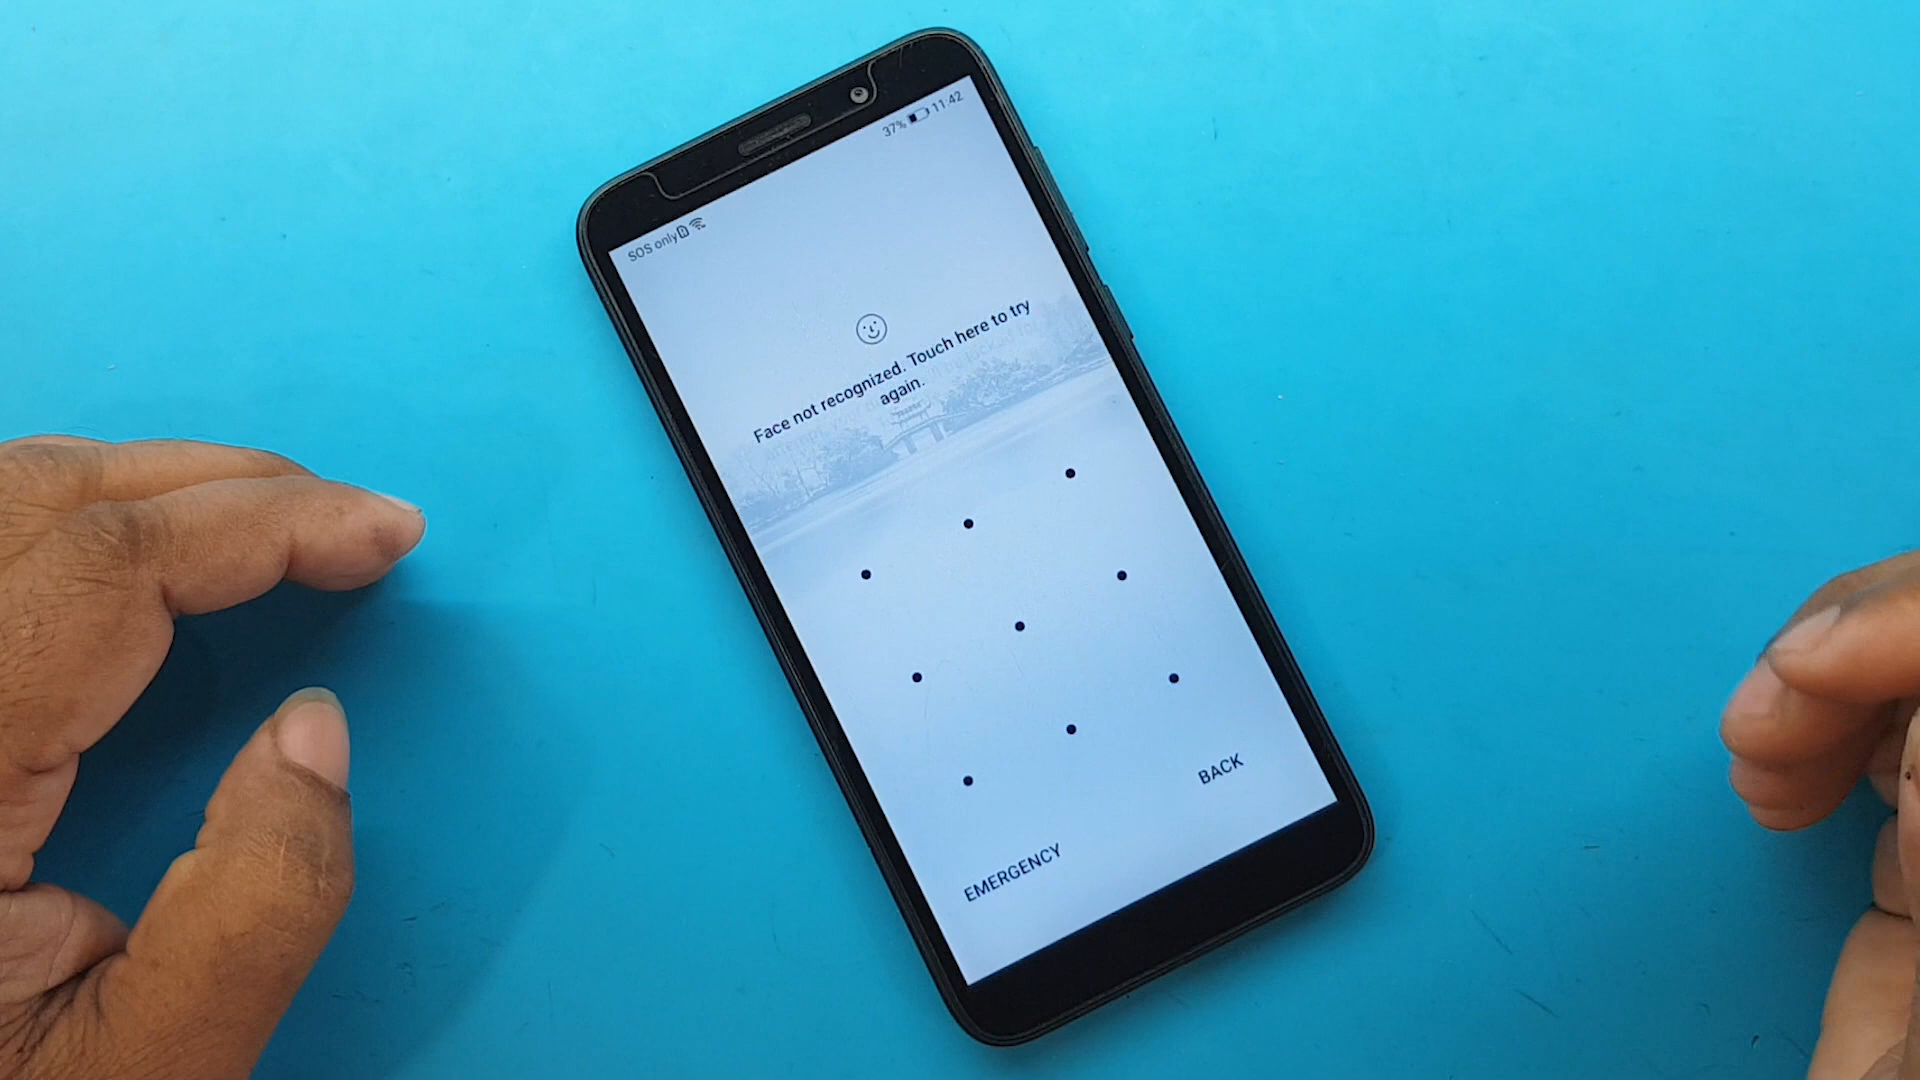 SOS only
37% 11:42
Face not recognized. Touch here to try
again.
EMERGENCY
BACK